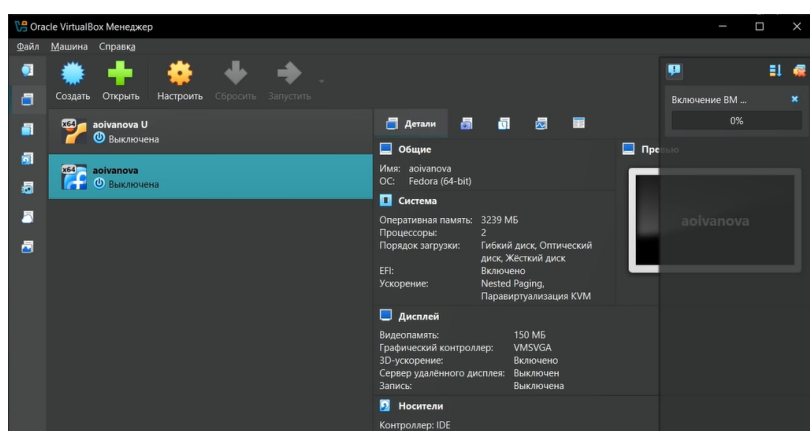 Oracle VirtualBox Менеджер
Файл Машина Справка
Создать Открыть Настроить Сбросить Запустить
Включение ВМ ...
0%
x64
aoivanova U
Выключена
x64
aoivanova
Выключена
Детали
Общие
Имя: aoivanova
ОС: Fedora (64-bit)
Система
Оперативная память: 3239 МБ
Процессоры: 2
Порядок загрузки: Гибкий диск, Оптический
диск, Жёсткий диск
EFI: Включено
Ускорение: Nested Paging,
Паравиртуализация KVM
Дисплей
Видеопамять: 150 МБ
Графический контроллер: VMSVGA
3D-ускорение: Включено
Сервер удалённого дисплея: Выключен
Запись: Выключена
Носители
Контроллер: IDE
Превью
aoivanova